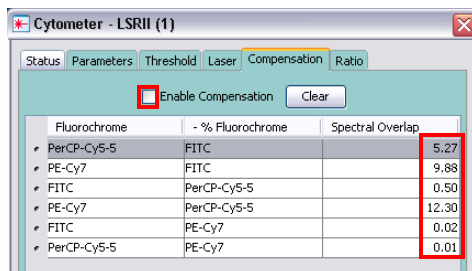 Cytometer - LSRII (1)
Status Parameters Threshold Laser Compensation Ratio
Enable Compensation Clear
Fluorochrome - % Fluorochrome Spectral Overlap
PerCP-Cy5-5 FITC 5.27
PE-Cy7 FITC 9.88
FITC PerCP-Cy5-5 0.50
PE-Cy7 PerCP-Cy5-5 12.30
FITC PE-Cy7 0.02
PerCP-Cy5-5 PE-Cy7 0.01